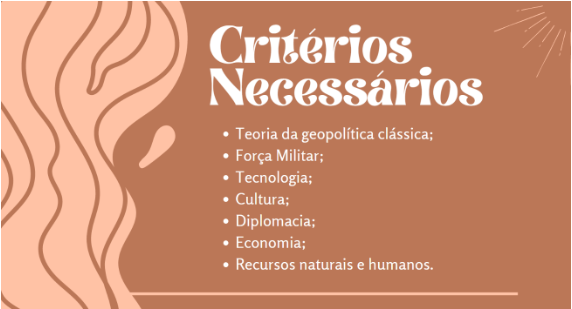 Critérios
Necessários
• Teoria da geopolítica clássica;
• Força Militar;
• Tecnologia;
• Cultura;
• Diplomacia;
• Economia;
• Recursos naturais e humanos.